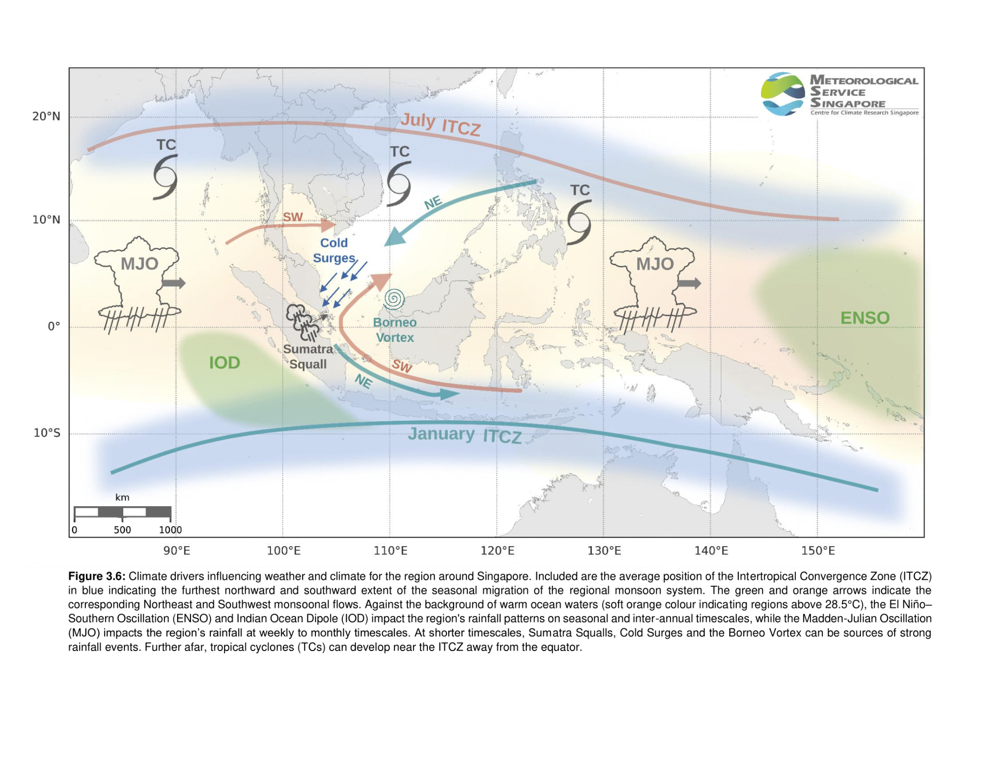 METEOROLOGICAL
SERVICE
SINGAPORE
Centre for Climate Research Singapore
20°N
July ITCZ
TC
TC
TC
NE
10°N
SW
Cold
Surges
MJO
MJO
ENSO
0°
Borneo
Vortex
Sumatra
Squall
IOD
SW
NE
10°S
January ITCZ
km
0 500 1000
90°E 100°E 110°E 120°E 130°E 140°E 150°E
Figure 3.6: Climate drivers influencing weather and climate for the region around Singapore. Included are the average position of the Intertropical Convergence Zone (ITCZ)
in blue indicating the furthest northward and southward extent of the seasonal migration of the regional monsoon system. The green and orange arrows indicate the
corresponding Northeast and Southwest monsoonal flows. Against the background of warm ocean waters (soft orange colour indicating regions above 28.5°C), the El Niño–
Southern Oscillation (ENSO) and Indian Ocean Dipole (IOD) impact the region's rainfall patterns on seasonal and inter-annual timescales, while the Madden-Julian Oscillation
(MJO) impacts the region’s rainfall at weekly to monthly timescales. At shorter timescales, Sumatra Squalls, Cold Surges and the Borneo Vortex can be sources of strong
rainfall events. Further afar, tropical cyclones (TCs) can develop near the ITCZ away from the equator.